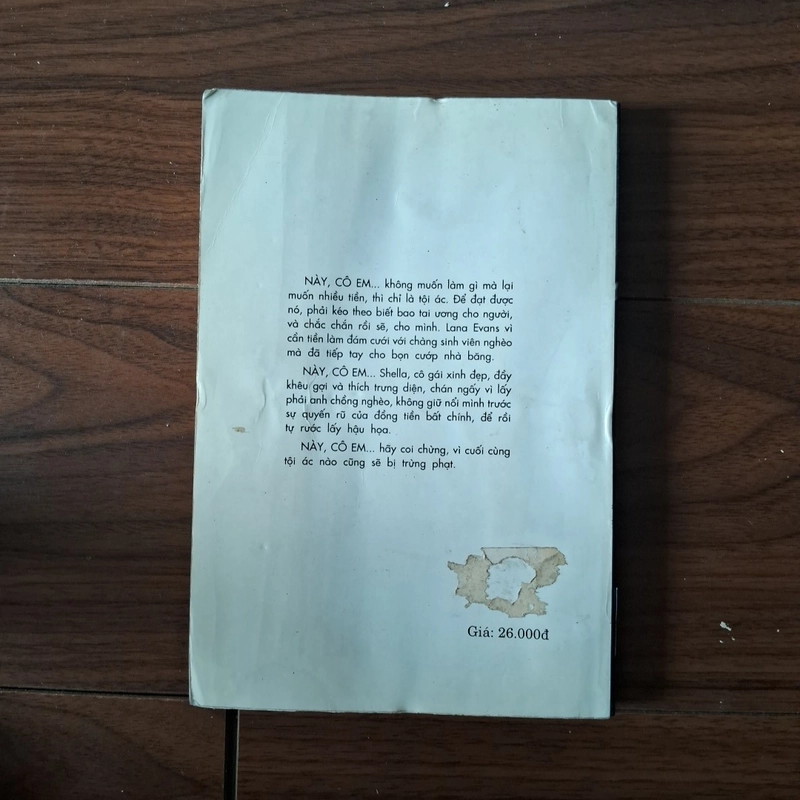 NÀY, CÔ EM... không muốn làm gì mà lại
muốn nhiều tiền, thì chỉ là tội ác. Để đạt được
nó, phải kéo theo biết bao tai ương cho người,
và chắc chắn rồi sẽ, cho mình. Lana Evans vì
cần tiền làm đám cưới với chàng sinh viên nghèo
mà đã tiếp tay cho bọn cướp nhà băng.
NÀY, CÔ EM... Shella, cô gái xinh đẹp, đầy
khêu gợi và thích trưng diện, chán ngấy vì lấy
phải anh chồng nghèo, không giữ nổi mình trước
sự quyến rũ của đồng tiền bất chính, để rồi
tự rước lấy hậu họa.
NÀY, CÔ EM... hãy coi chừng, vì cuối cùng
tội ác nào cũng sẽ bị trừng phạt.
Giá: 26.000đ